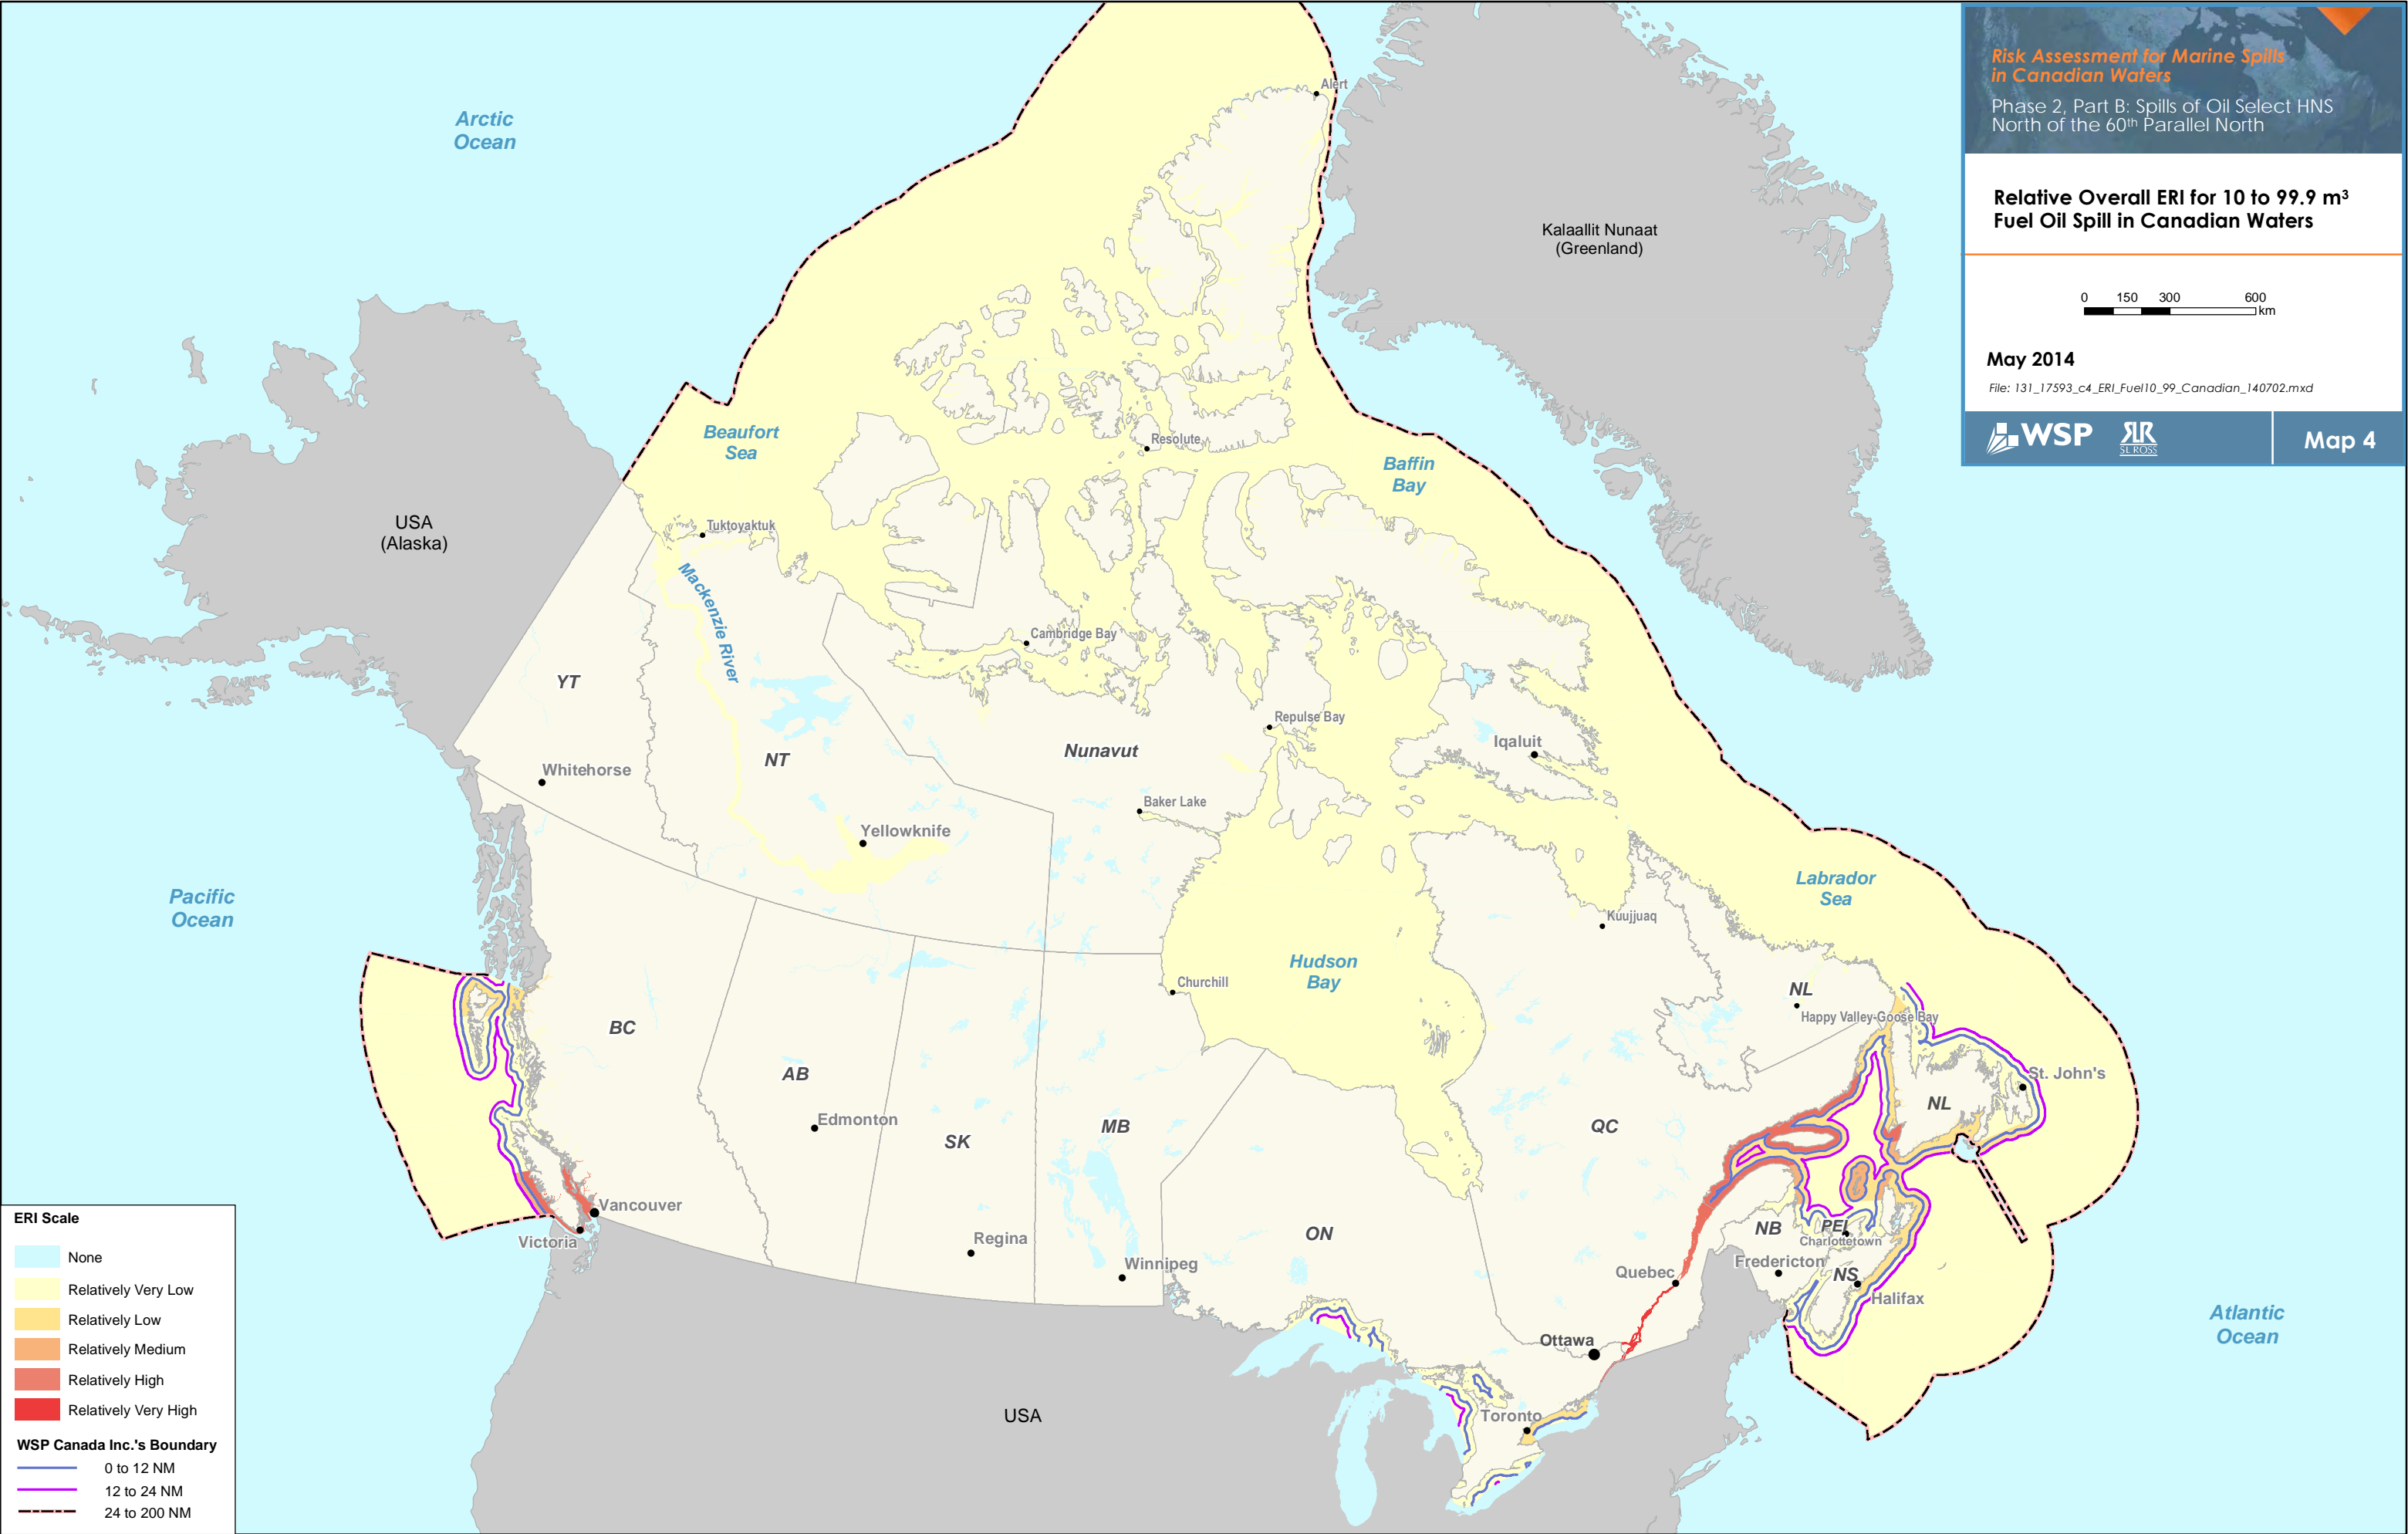 Risk Assessment for Marine Spills
in Canadian Waters
Phase 2, Part B: Spills of Oil Select HNS
North of the 60th Parallel North
Relative Overall ERI for 10 to 99.9 m³
Fuel Oil Spill in Canadian Waters
0 150 300 600
km
May 2014
File: 131_17593_c4_ERI_Fuel10_99_Canadian_140702.mxd
WSP
SL ROSS
Map 4
Arctic
Ocean
Alert
Kalaallit Nunaat
(Greenland)
Beaufort
Sea
Resolute
Baffin
Bay
USA
(Alaska)
Tuktoyaktuk
Mackenzie River
Cambridge Bay
YT
Repulse Bay
Iqaluit
Nunavut
NT
Whitehorse
Baker Lake
Yellowknife
Labrador
Sea
Pacific
Ocean
Kuujjuaq
Hudson
Bay
Churchill
NL
Happy Valley-Goose Bay
BC
AB
St. John's
NL
Edmonton
SK
MB
QC
Vancouver
Victoria
Regina
Winnipeg
ON
NB
PEI
Charlottetown
Fredericton
Quebec
NS
Halifax
Atlantic
Ocean
Ottawa
Toronto
USA
ERI Scale
None
Relatively Very Low
Relatively Low
Relatively Medium
Relatively High
Relatively Very High
WSP Canada Inc.'s Boundary
0 to 12 NM
12 to 24 NM
24 to 200 NM